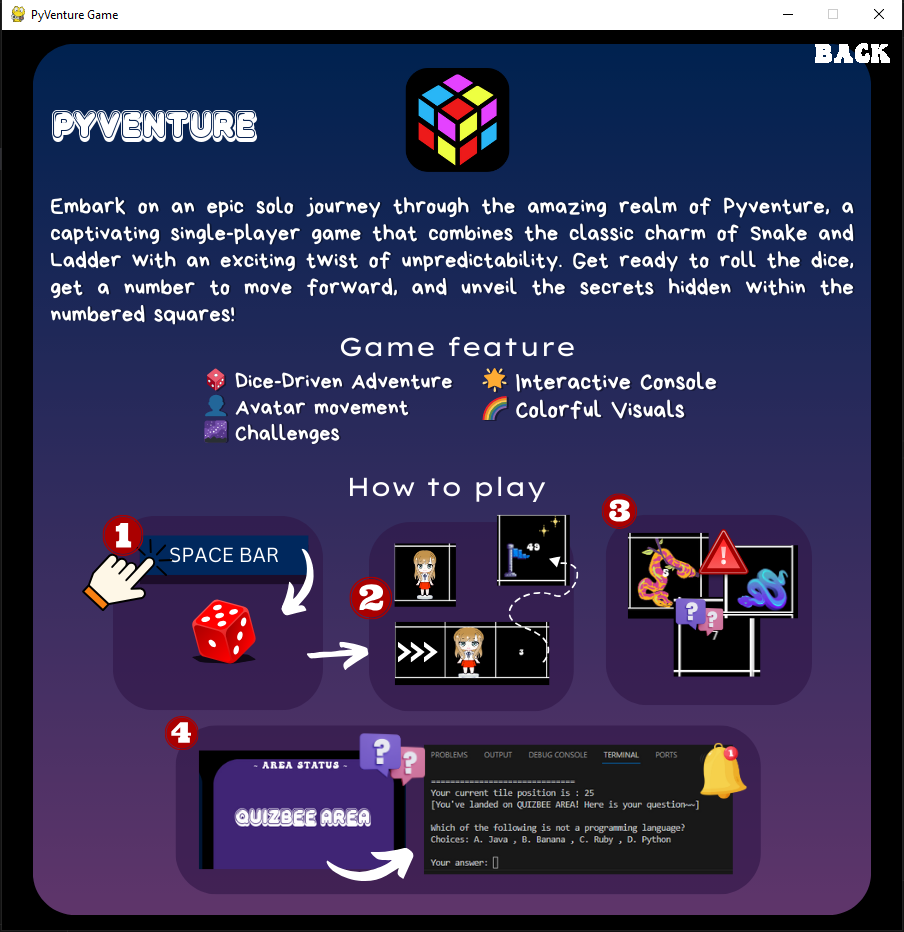 PyVenture Game
BACK
PYVENTURE
Embark on an epic solo journey through the amazing realm of Pyventure, a
captivating single-player game that combines the classic charm of Snake and
Ladder with an exciting twist of unpredictability. Get ready to roll the dice,
get a number to move forward, and unveil the secrets hidden within the
numbered squares!
Game feature
Dice-Driven Adventure
Interactive Console
Avatar movement
Colorful Visuals
Challenges
How to play
1
SPACE BAR
2
49
3
3
5
!
?
?
7
4
~ AREA STATUS ~
QUIZBEE AREA
?
?
PROBLEMS OUTPUT DEBUG CONSOLE TERMINAL PORTS
1
==============================
Your current tile position is : 25
[You've landed on QUIZBEE AREA! Here is your question~~]
Which of the following is not a programming language?
Choices: A. Java , B. Banana , C. Ruby , D. Python
Your answer: